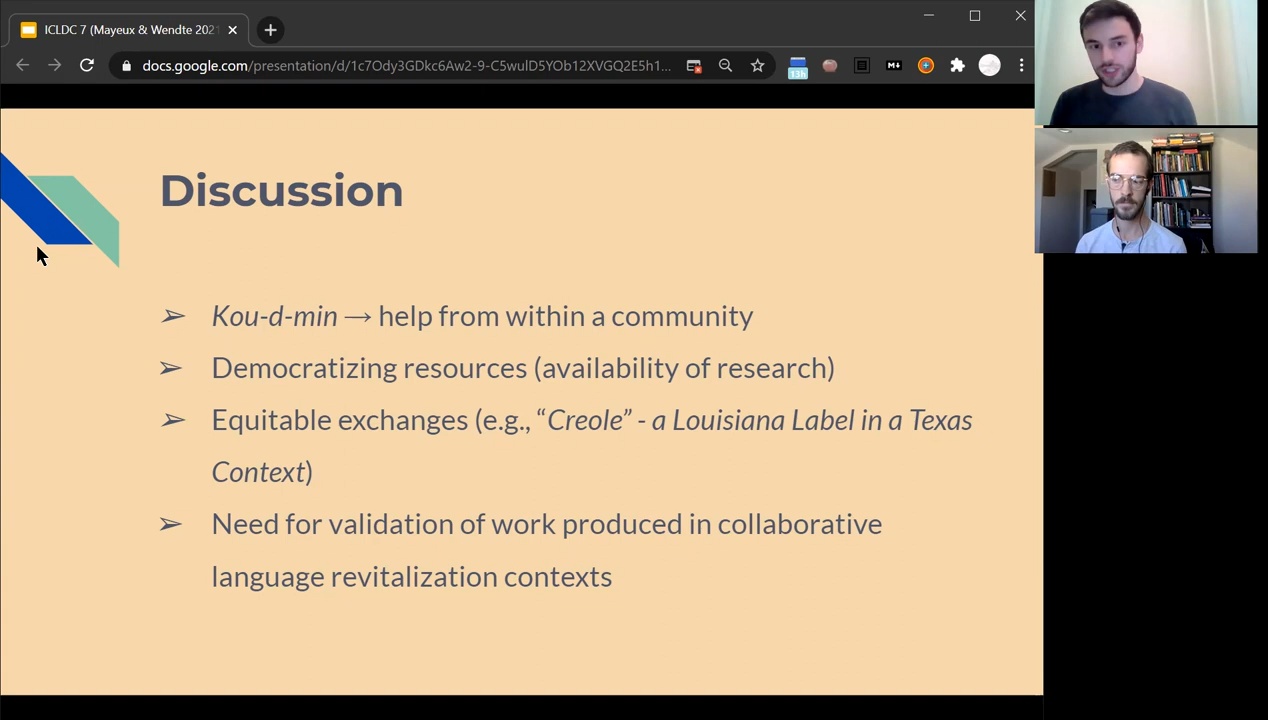 ICLDC 7 (Mayeux & Wendte 2021
docs.google.com/presentation/d/1c7Ody3GDkc6Aw2-9-C5wulD5YOb12XVGQ2E5h1...
13h
M
Discussion
➢ Kou-d-min → help from within a community
➢ Democratizing resources (availability of research)
➢ Equitable exchanges (e.g., “Creole” - a Louisiana Label in a Texas
Context)
➢ Need for validation of work produced in collaborative
language revitalization contexts